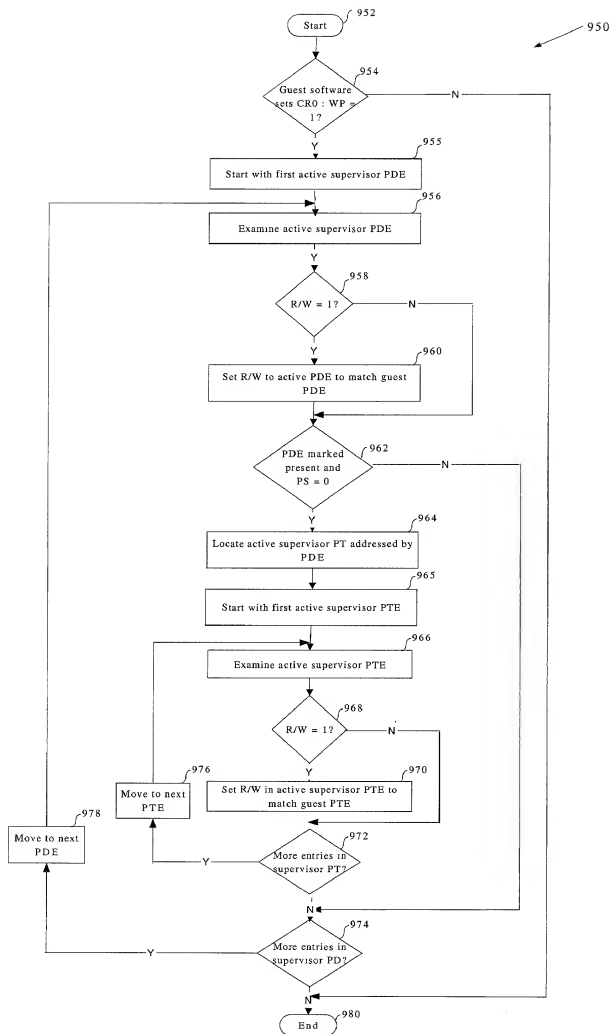 952
Start
950
954
Guest software
sets CR0 : WP =
1?
N
Y
955
Start with first active supervisor PDE
956
Examine active supervisor PDE
Y
958
R/W = 1?
N
Y
960
Set R/W to active PDE to match guest
PDE
962
PDE marked
present and
PS = 0
N
Y
964
Locate active supervisor PT addressed by
PDE
965
Start with first active supervisor PTE
966
Examine active supervisor PTE
968
R/W = 1?
N
Y
976
Move to next
PTE
970
Set R/W in active supervisor PTE to
match guest PTE
978
Move to next
PDE
972
More entries in
supervisor PT?
Y
N
974
More entries in
supervisor PD?
Y
N
980
End